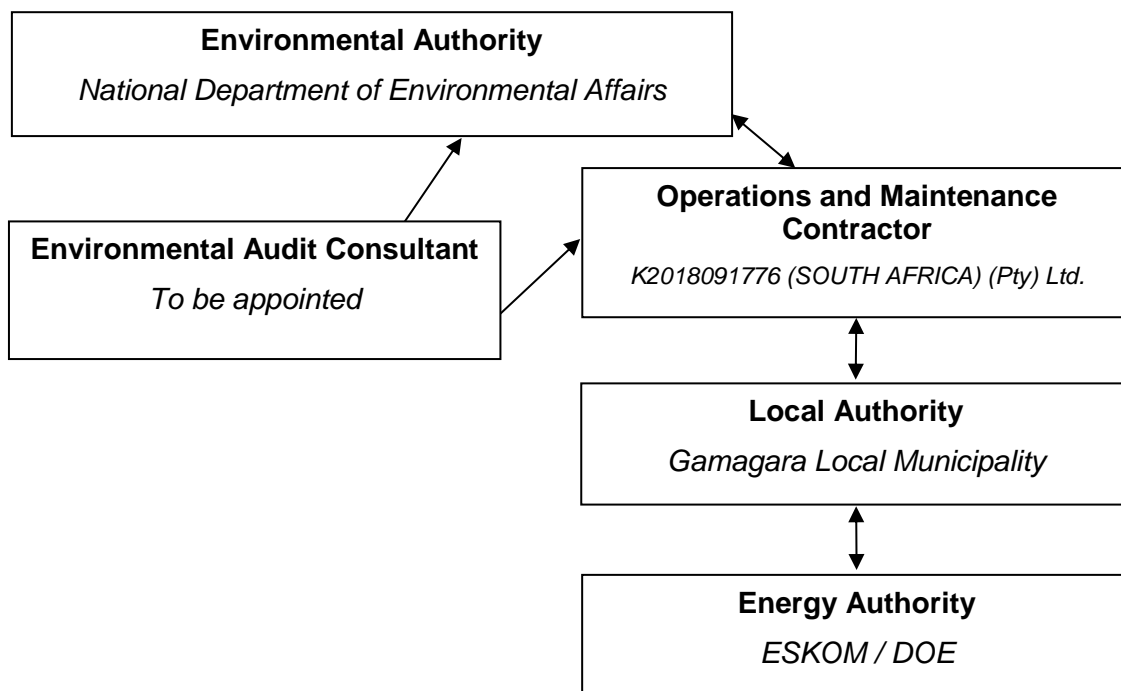 Environmental Authority
National Department of Environmental Affairs
Operations and Maintenance
Contractor
K2018091776 (SOUTH AFRICA) (Pty) Ltd.
Environmental Audit Consultant
To be appointed
Local Authority
Gamagara Local Municipality
Energy Authority
ESKOM / DOE